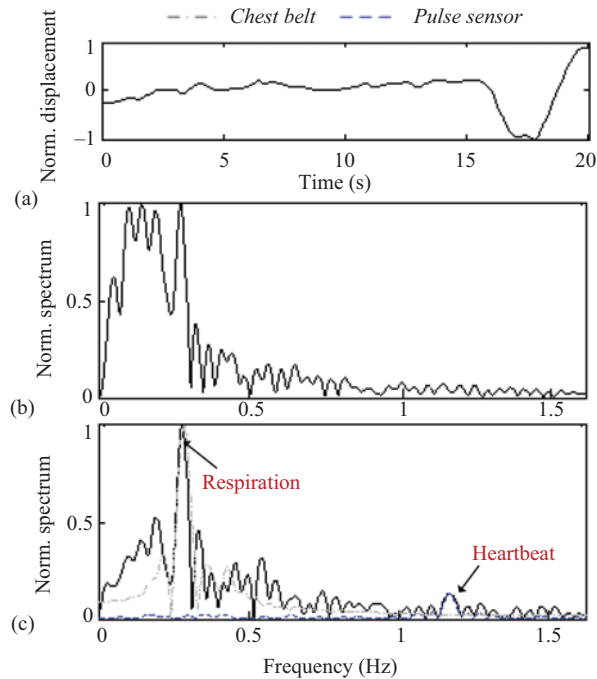 Chest belt Pulse sensor
Norm. displacement
1
0
–1
0 5 10 15 20
Time (s)
(a)
Norm. spectrum
1
0.5
0
0 0.5 1 1.5
(b)
Norm. spectrum
1
0.5
0
Respiration
Heartbeat
0 0.5 1 1.5
(c)
Frequency (Hz)